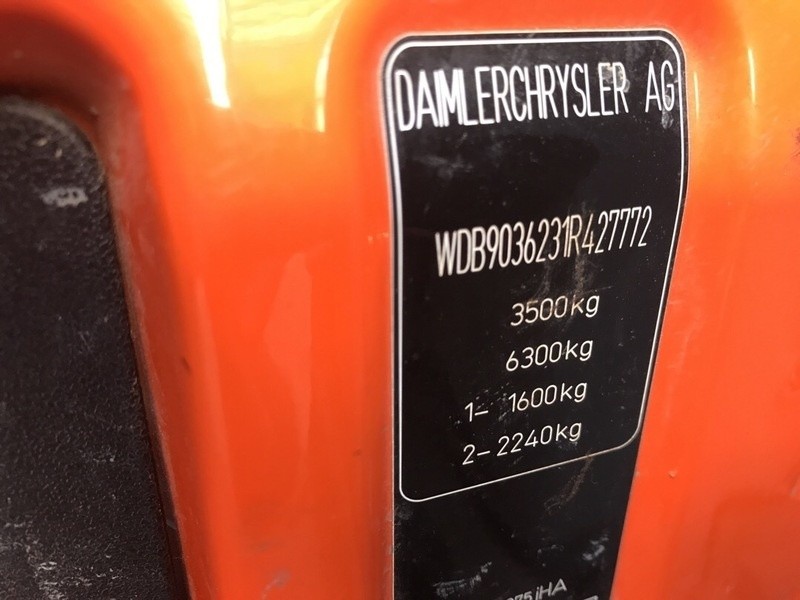 DAIMLERCHRYSLER AG
WDB9036231R427772
3500kg
6300kg
1- 1600kg
2- 2240kg